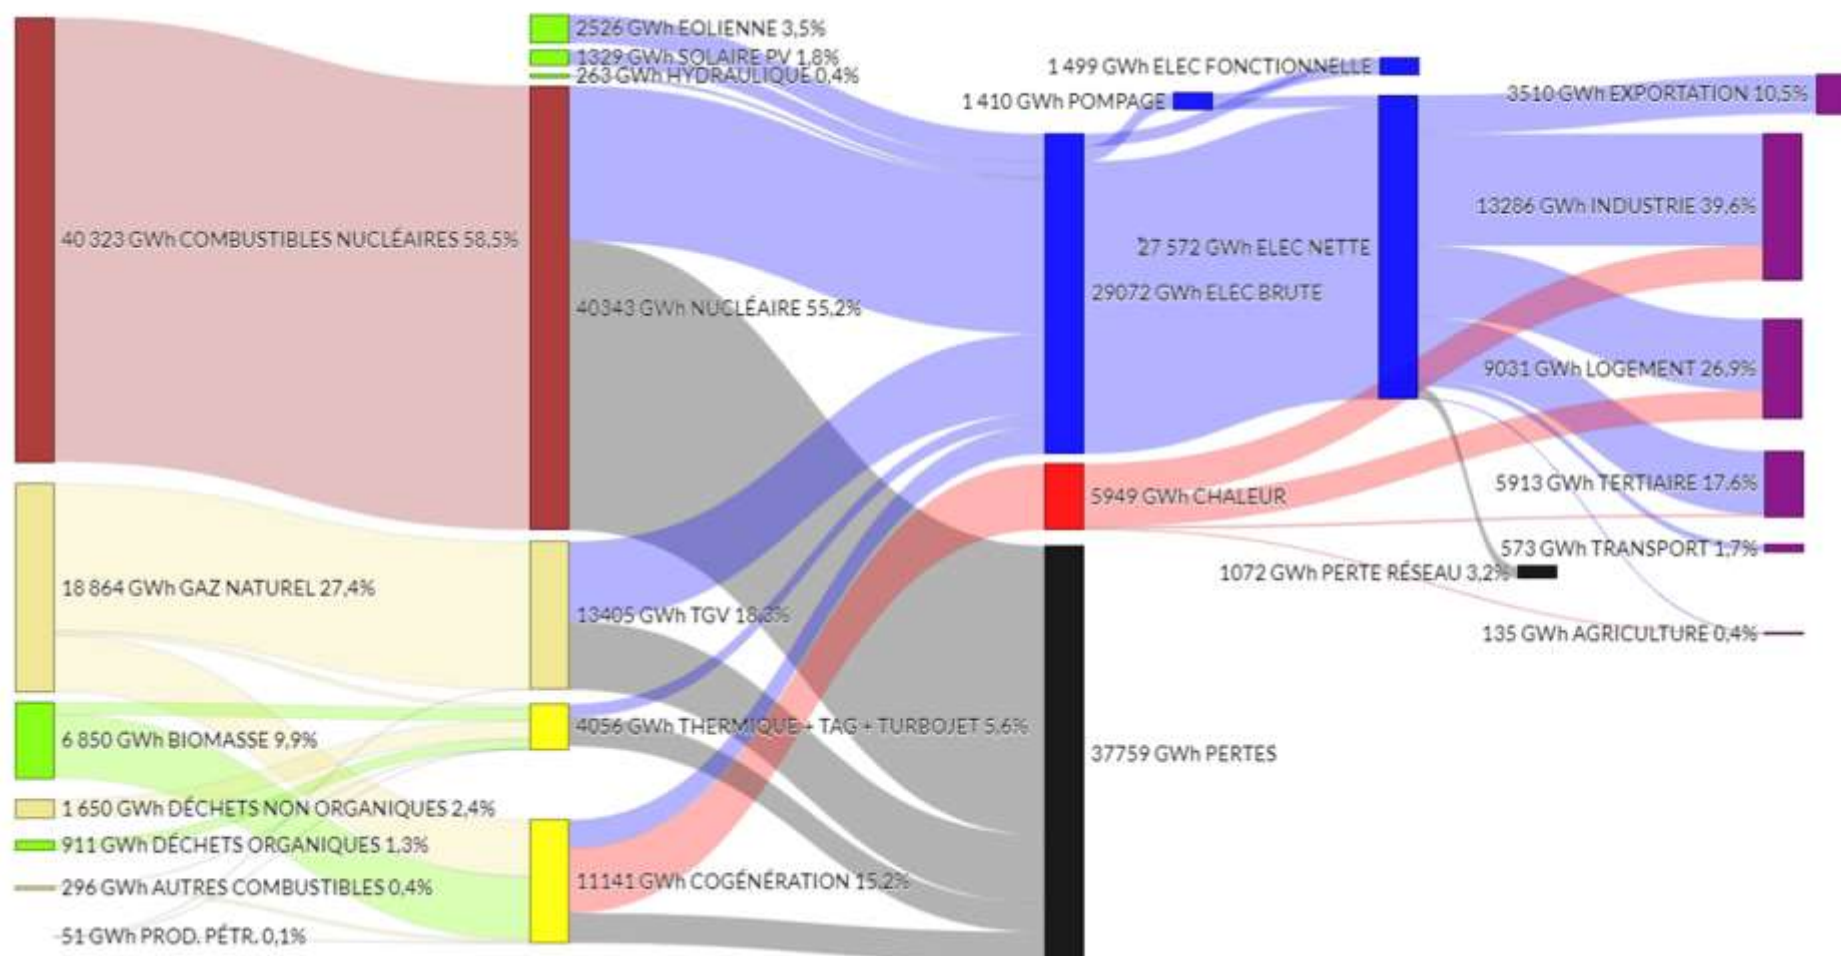 2526 GWh EOLIENNE 3,5%
1329 GWh SOLAIRE PV 1,8%
263 GWh HYDRAULIQUE 0,4%
1 499 GWh ELEC FONCTIONNELLE
1 410 GWh POMPAGE
3510 GWh EXPORTATION 10,5%
13286 GWh INDUSTRIE 39,6%
40 323 GWh COMBUSTIBLES NUCLÉAIRES 58,5%
27 572 GWh ELEC NETTE
29072 GWh ELEC BRUTE
40343 GWh NUCLÉAIRE 55,2%
9031 GWh LOGEMENT 26,9%
5913 GWh TERTIAIRE 17,6%
5949 GWh CHALEUR
573 GWh TRANSPORT 1,7%
1072 GWh PERTE RÉSEAU 3,2%
18 864 GWh GAZ NATUREL 27,4%
13405 GWh TGV 18,3%
135 GWh AGRICULTURE 0,4%
4056 GWh THERMIQUE + TAG + TURBOJET 5,6%
6 850 GWh BIOMASSE 9,9%
37759 GWh PERTES
1 650 GWh DÉCHETS NON ORGANIQUES 2,4%
911 GWh DÉCHETS ORGANIQUES 1,3%
11141 GWh COGÉNÉRATION 15,2%
296 GWh AUTRES COMBUSTIBLES 0,4%
51 GWh PROD. PÉTR. 0,1%